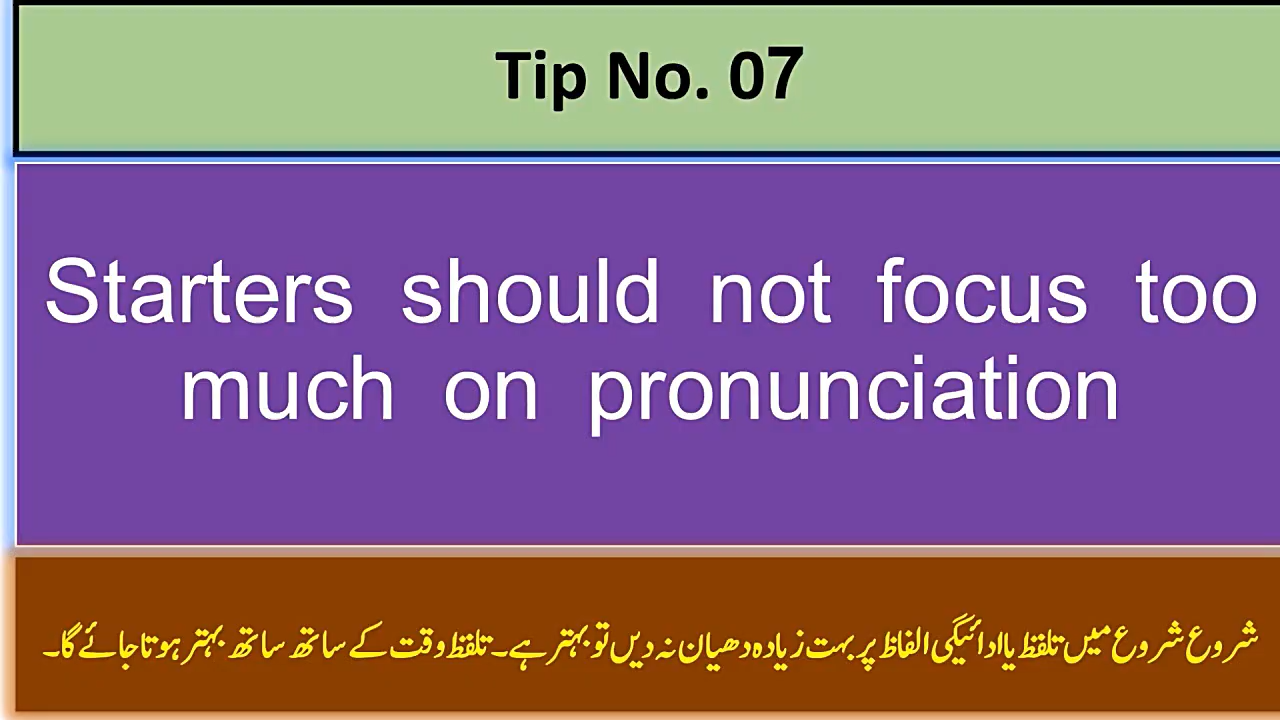 Tip No. 07
Starters should not focus too
much on pronunciation
شروع شروع میں تلفظ یا ادائیگی الفاظ پر بہت زیادہ دھیان نہ دیں تو بہتر ہے۔ تلفظ وقت کے ساتھ ساتھ بہتر ہوتا جائے گا۔